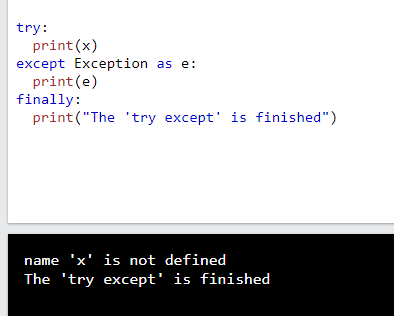 try:
  print(x)
except Exception as e:
  print(e)
finally:
  print("The 'try except' is finished")
name 'x' is not defined
The 'try except' is finished